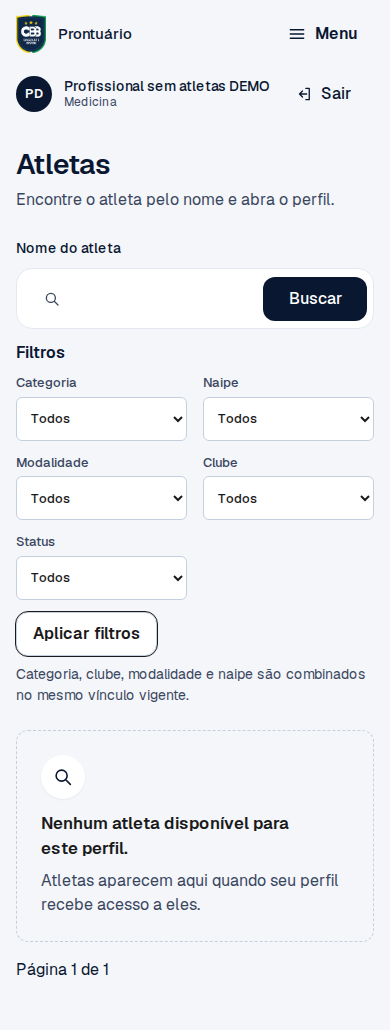 CBB
Prontuário
Menu
PD
Profissional sem atletas DEMO
Medicina
Sair
Atletas
Encontre o atleta pelo nome e abra o perfil.
Nome do atleta
Buscar
Filtros
Categoria
Naipe
Todos
Todos
Modalidade
Clube
Todos
Todos
Status
Todos
Aplicar filtros
Categoria, clube, modalidade e naipe são combinados
no mesmo vínculo vigente.
Nenhum atleta disponível para
este perfil.
Atletas aparecem aqui quando seu perfil
recebe acesso a eles.
Página 1 de 1